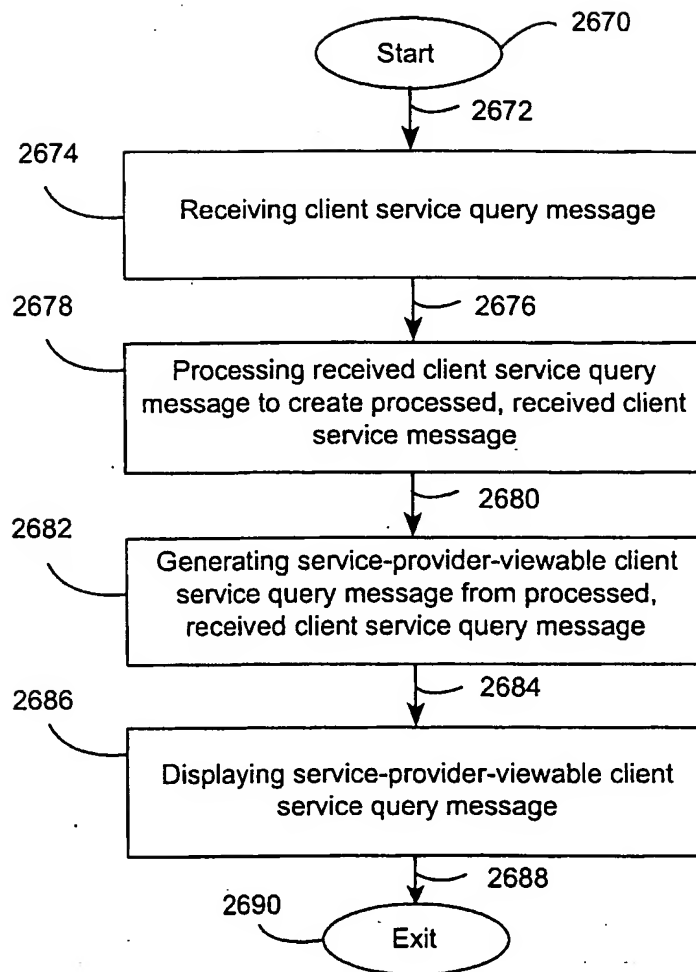 2670
Start
2672
2674
Receiving client service query message
2676
2678
Processing received client service query
message to create processed, received client
service message
2680
2682
Generating service-provider-viewable client
service query message from processed,
received client service query message
2684
2686
Displaying service-provider-viewable client
service query message
2688
2690
Exit